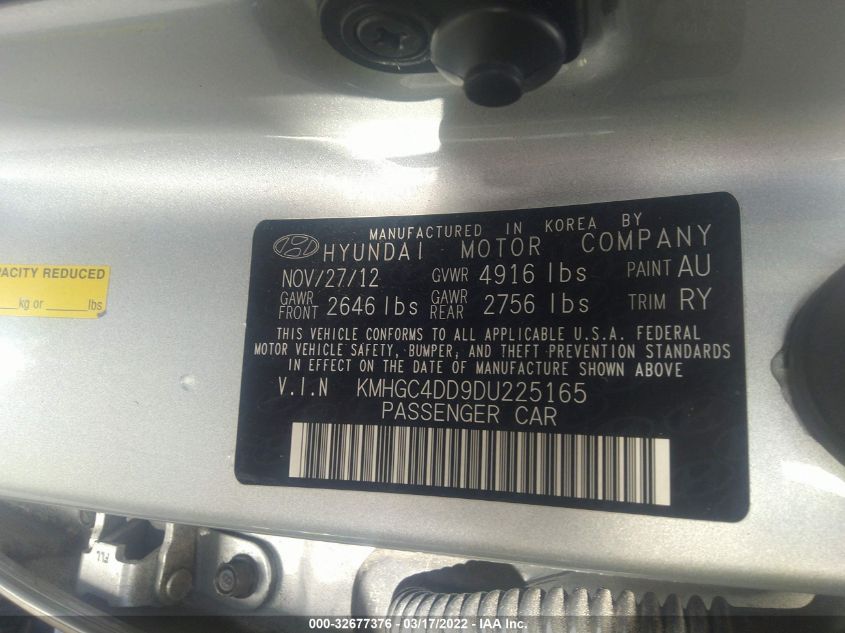 MANUFACTURED IN KOREA BY
HYUNDAI MOTOR COMPANY
NOV/27/12 GVWR 4916 lbs PAINT AU
GAWR FRONT 2646 lbs GAWR REAR 2756 lbs TRIM RY
THIS VEHICLE CONFORMS TO ALL APPLICABLE U.S.A. FEDERAL
MOTOR VEHICLE SAFETY, BUMPER, AND THEFT PREVENTION STANDARDS
IN EFFECT ON THE DATE OF MANUFACTURE SHOWN ABOVE
V.I.N KMHGC4DD9DU225165
PASSENGER CAR
PACITY REDUCED
kg or lbs
PLL
000-32677376 - 03/17/2022 - IAA Inc.